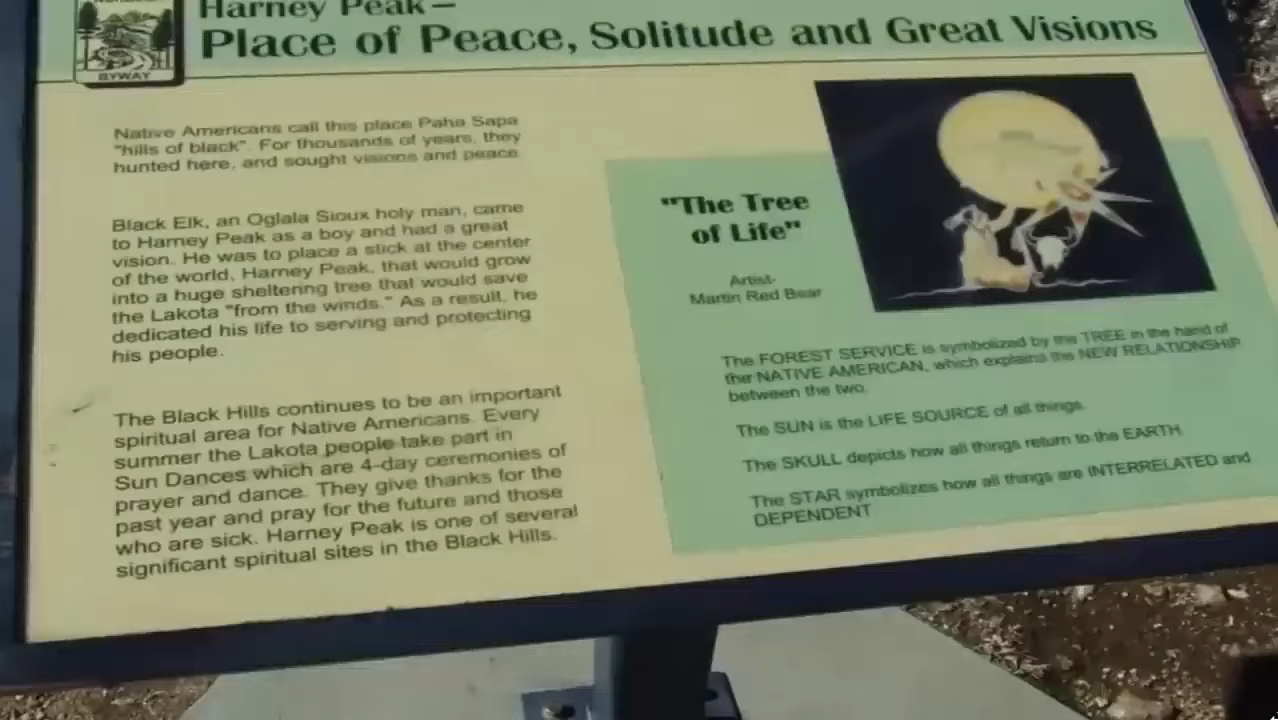 Harney Peak–
Place of Peace, Solitude and Great Visions
BYWAY
Native Americans call this place Paha Sapa
"hills of black". For thousands of years, they
hunted here, and sought visions and peace.
Black Elk, an Oglala Sioux holy man, came
to Harney Peak as a boy and had a great
vision. He was to place a stick at the center
of the world, Harney Peak, that would grow
into a huge sheltering tree that would save
the Lakota "from the winds." As a result, he
dedicated his life to serving and protecting
his people.
The Black Hills continues to be an important
spiritual area for Native Americans. Every
summer the Lakota people take part in
Sun Dances which are 4-day ceremonies of
prayer and dance. They give thanks for the
past year and pray for the future and those
who are sick. Harney Peak is one of several
significant spiritual sites in the Black Hills.
"The Tree
of Life"
Artist-
Martin Red Bear
The FOREST SERVICE is symbolized by the TREE in the hand of
the NATIVE AMERICAN, which explains the NEW RELATIONSHIP
between the two.
The SUN is the LIFE SOURCE of all things.
The SKULL depicts how all things return to the EARTH.
The STAR symbolizes how all things are INTERRELATED and
DEPENDENT